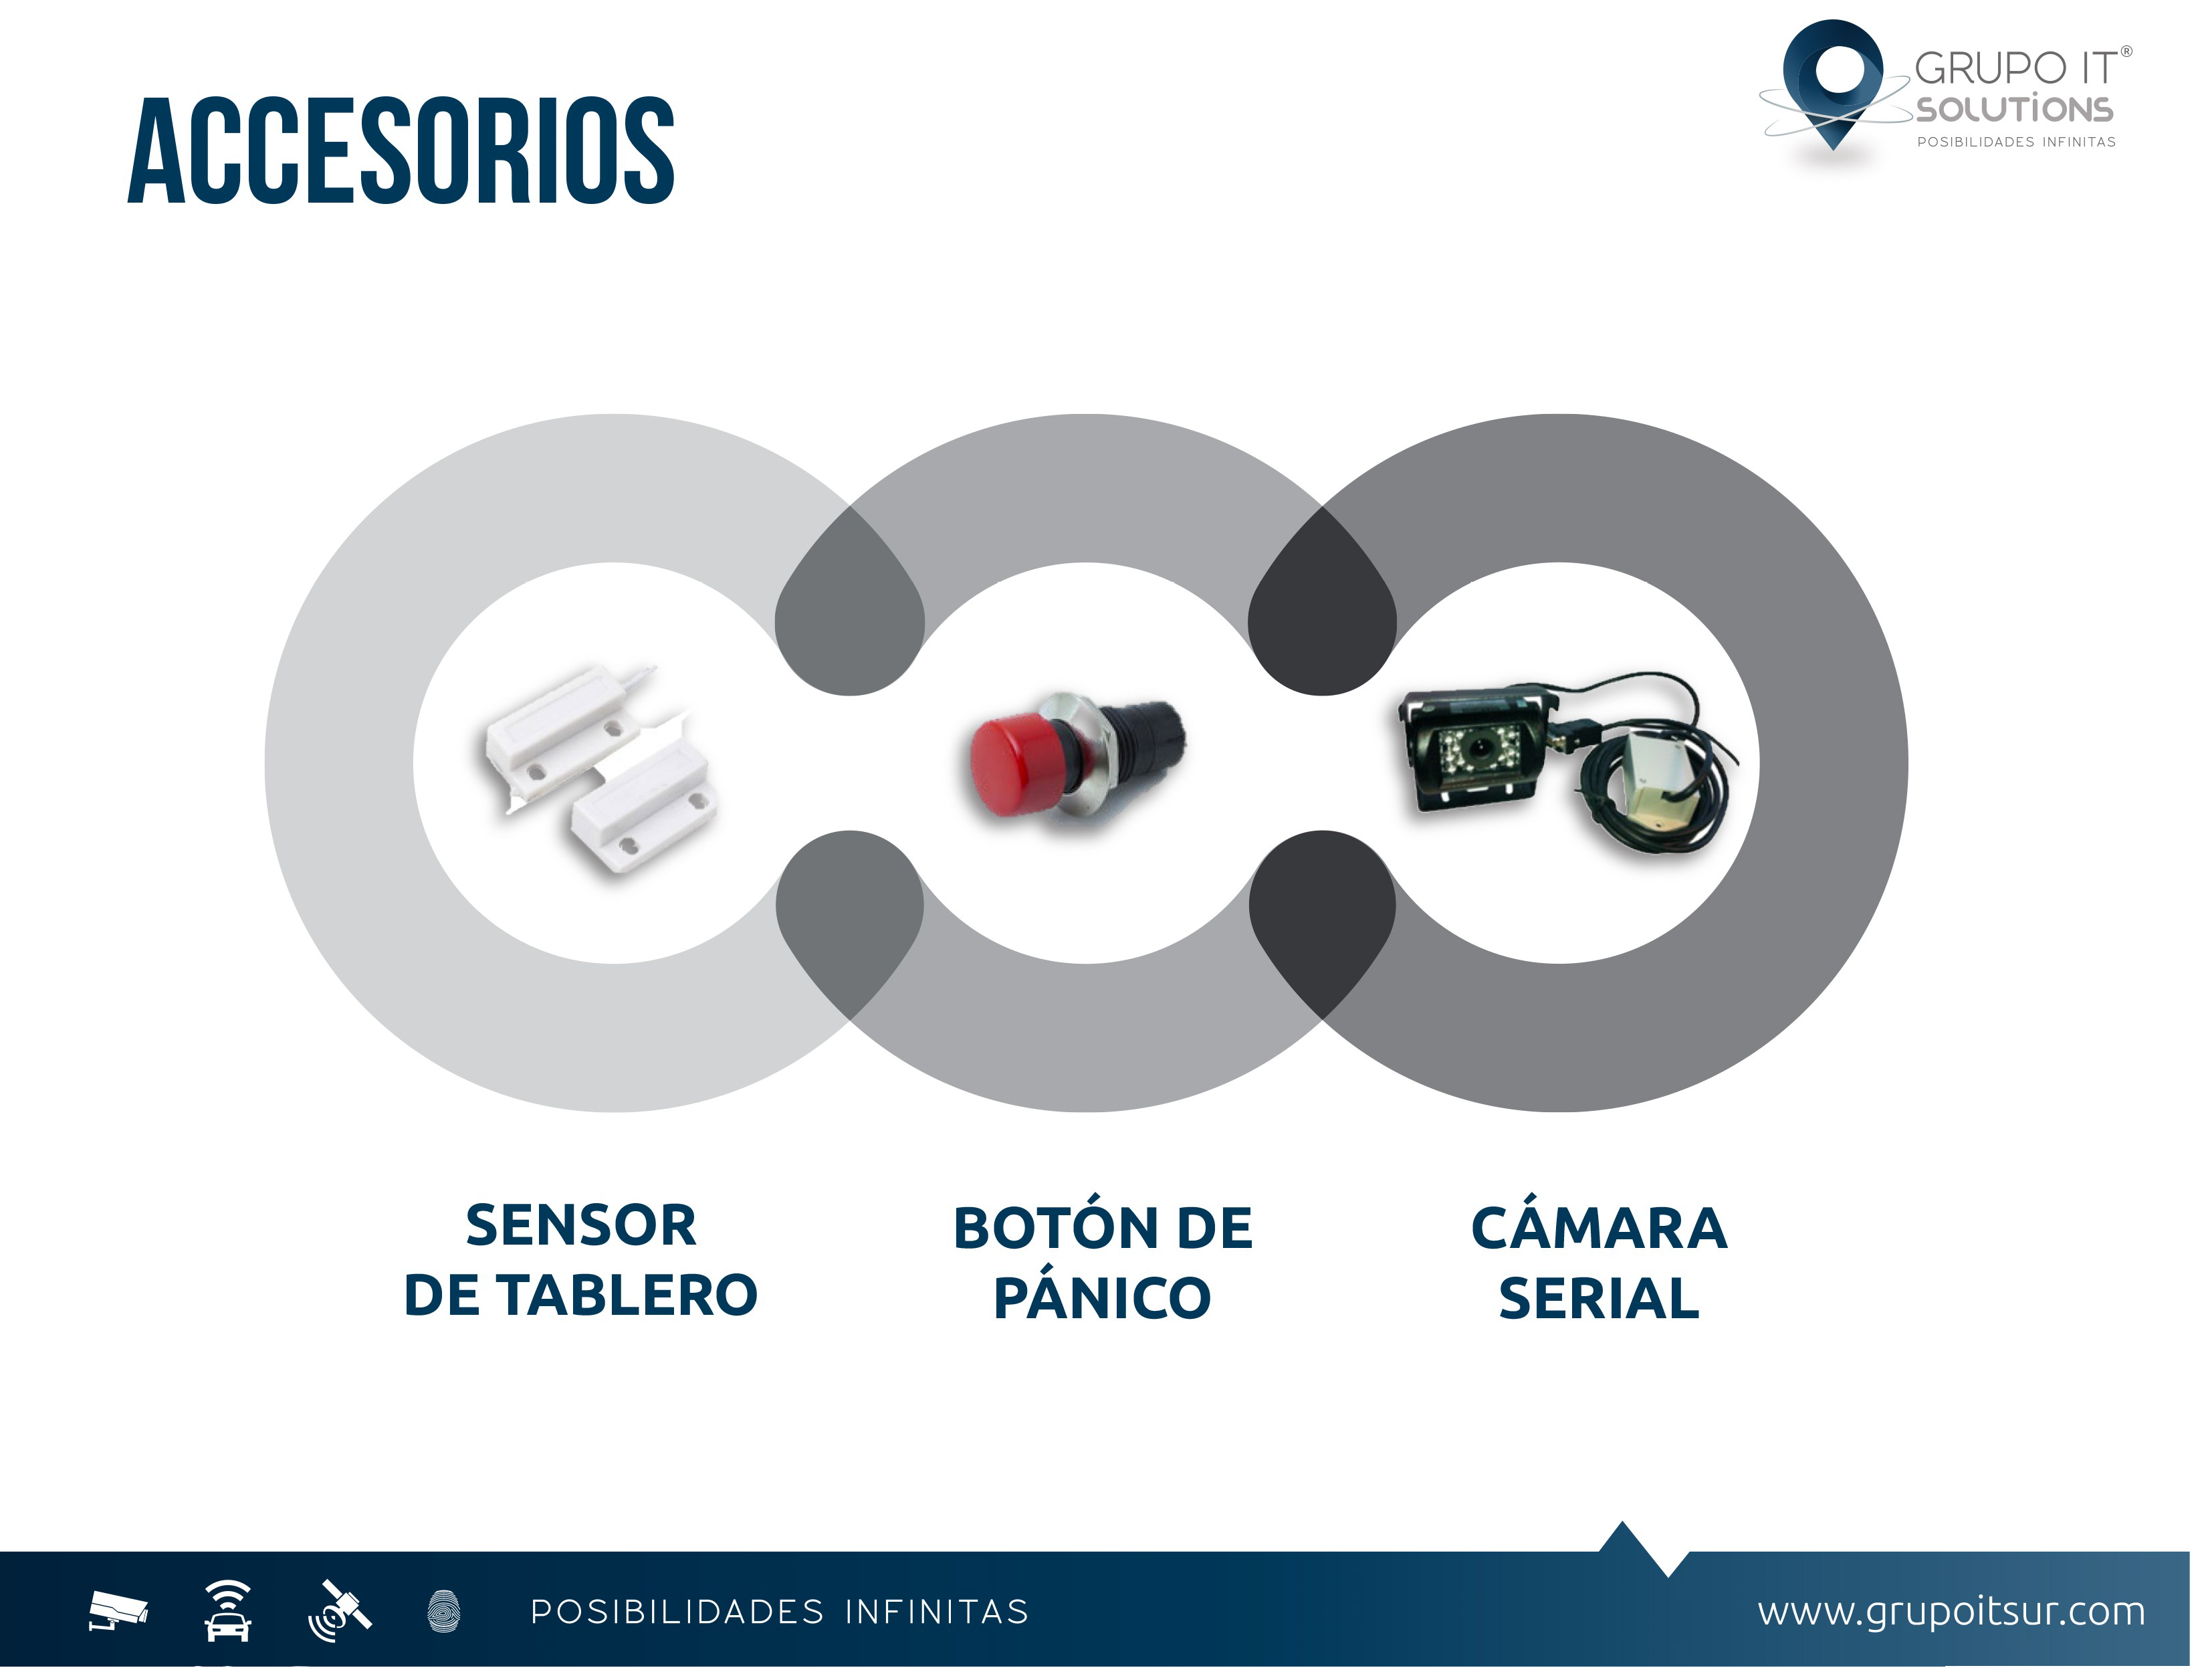 ACCESORIOS
GRUPO IT®
SOLUTIONS
POSIBILIDADES INFINITAS
SENSOR
DE TABLERO
BOTÓN DE
PÁNICO
CÁMARA
SERIAL
POSIBILIDADES INFINITAS
www.grupoitsur.com